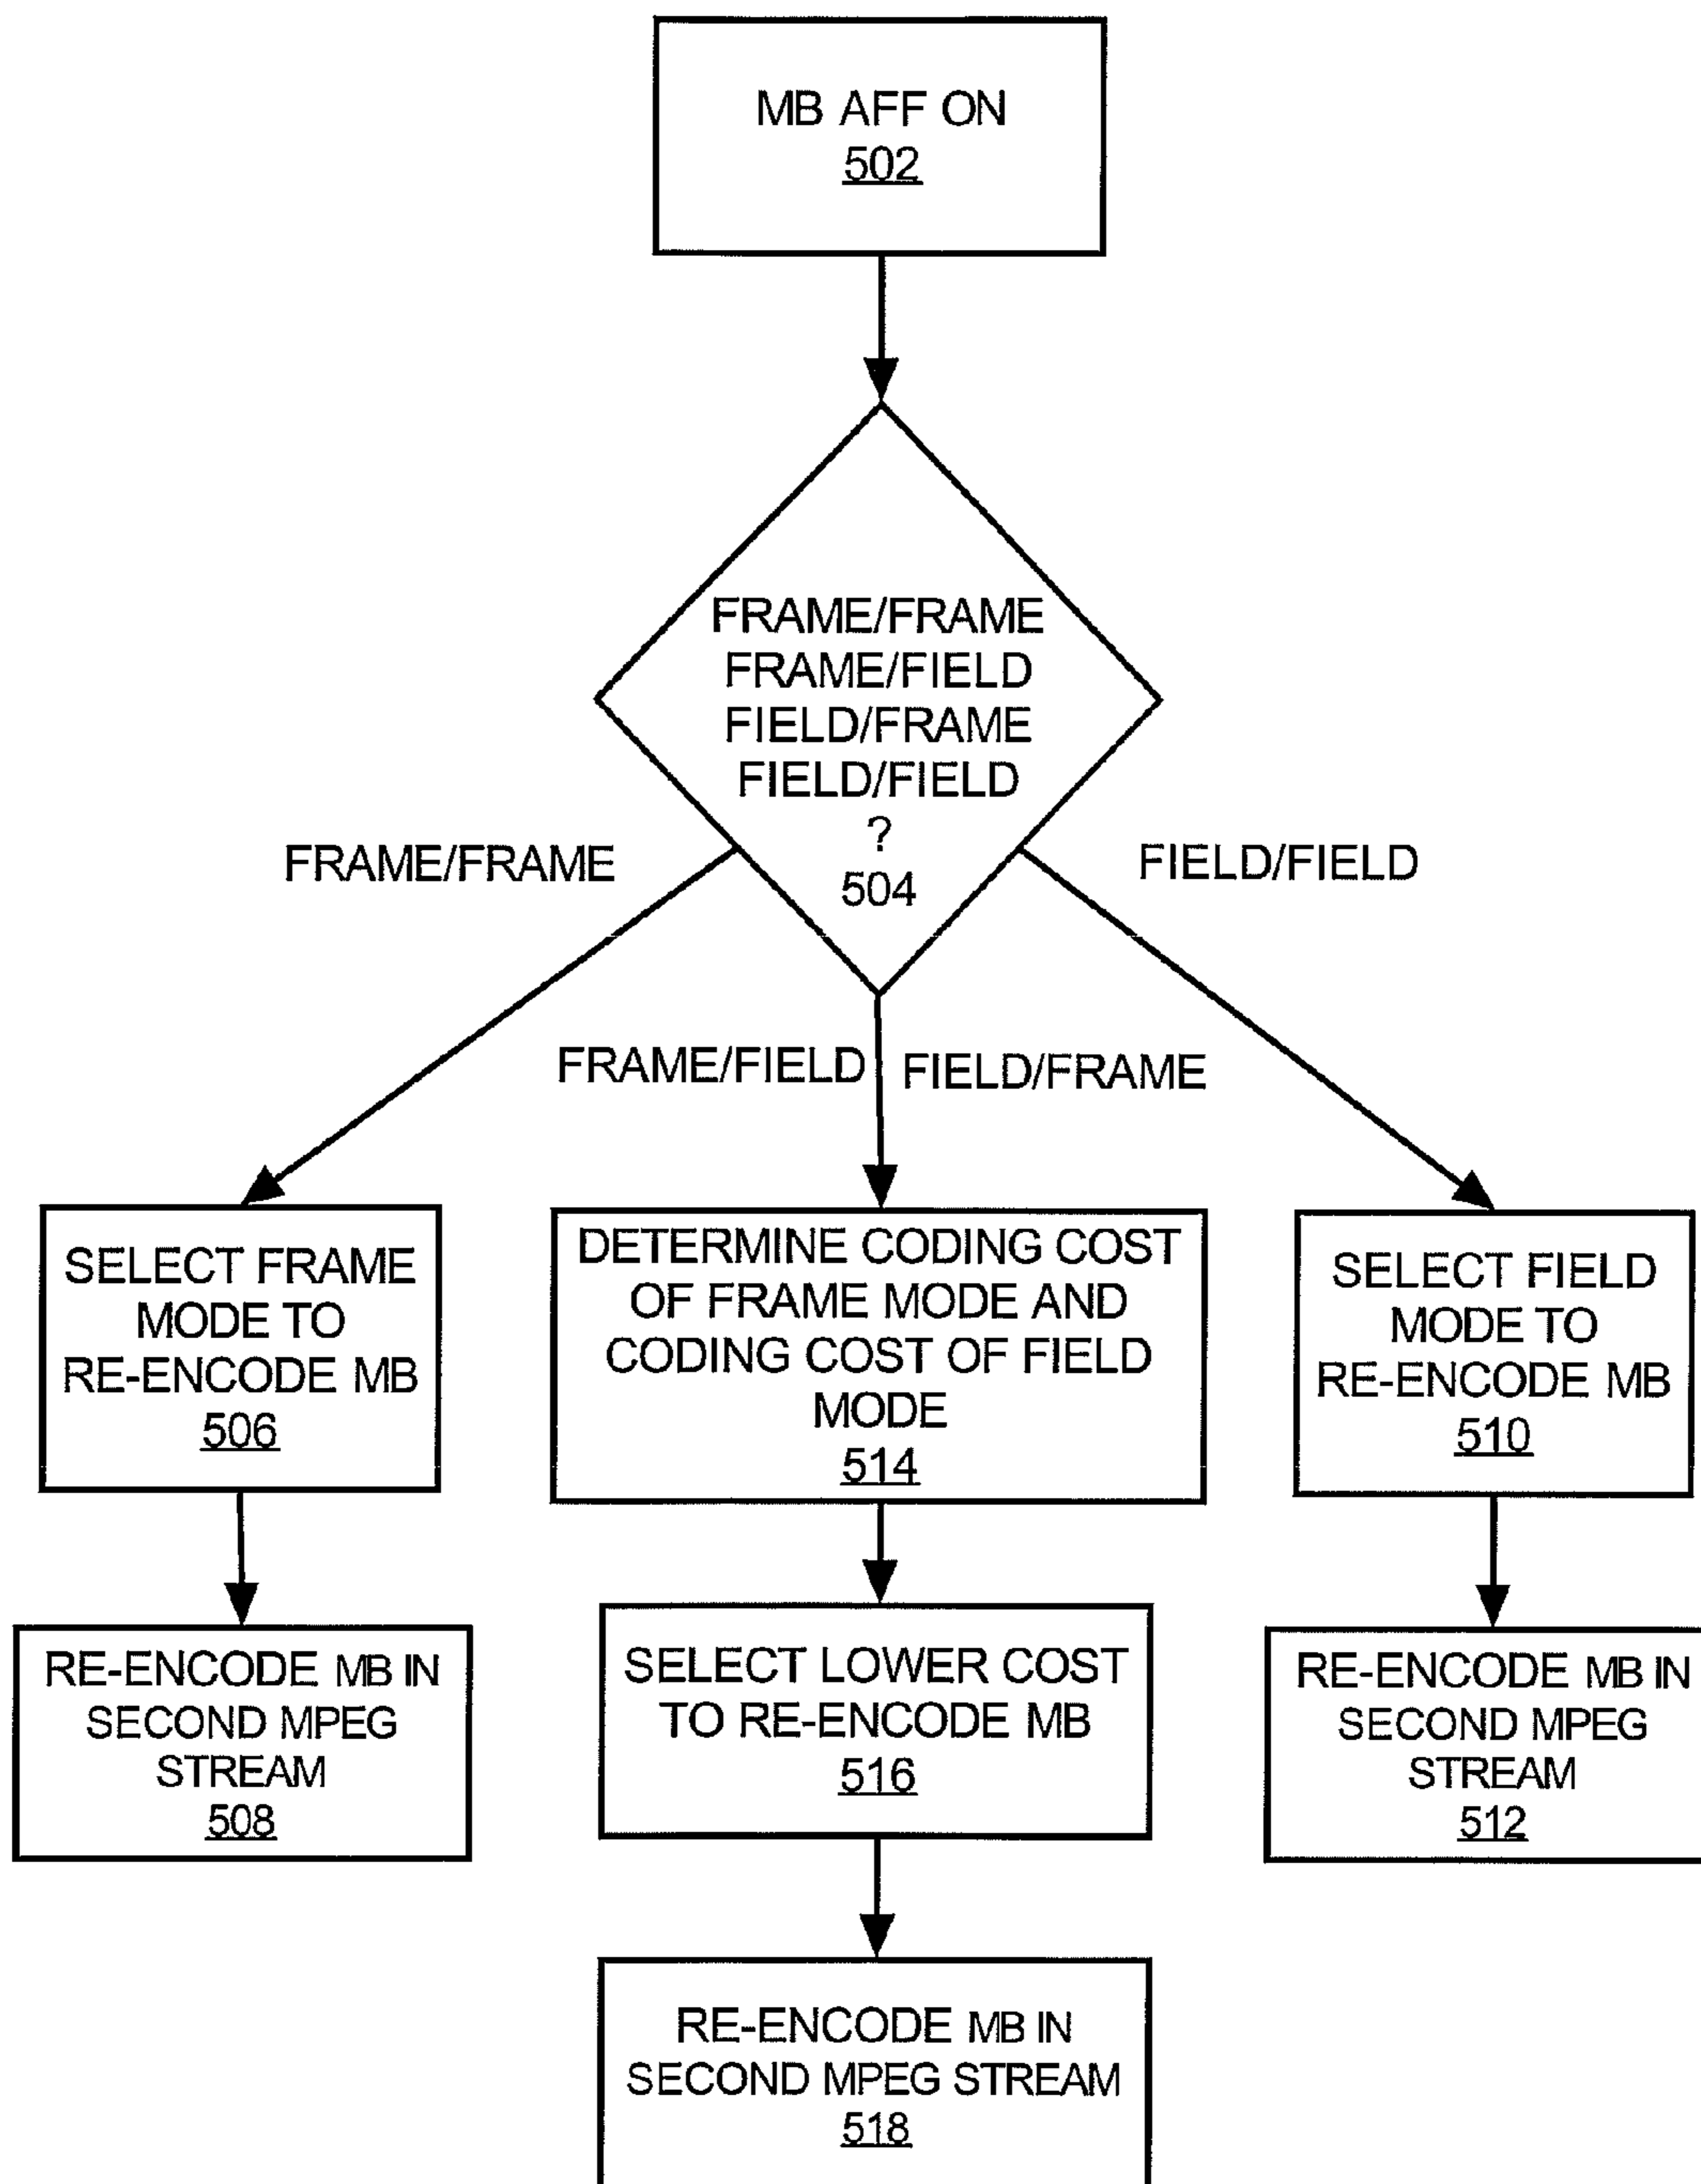 MB AFF ON
502
FRAME/FRAME
FRAME/FIELD
FIELD/FRAME
FIELD/FIELD
?
504
FRAME/FRAME
FIELD/FIELD
FRAME/FIELD
FIELD/FRAME
SELECT FRAME
MODE TO
RE-ENCODE MB
506
DETERMINE CODING COST
OF FRAME MODE AND
CODING COST OF FIELD
MODE
514
SELECT FIELD
MODE TO
RE-ENCODE MB
510
RE-ENCODE MB IN
SECOND MPEG
STREAM
508
SELECT LOWER COST
TO RE-ENCODE MB
516
RE-ENCODE MB IN
SECOND MPEG
STREAM
512
RE-ENCODE MB IN
SECOND MPEG STREAM
518